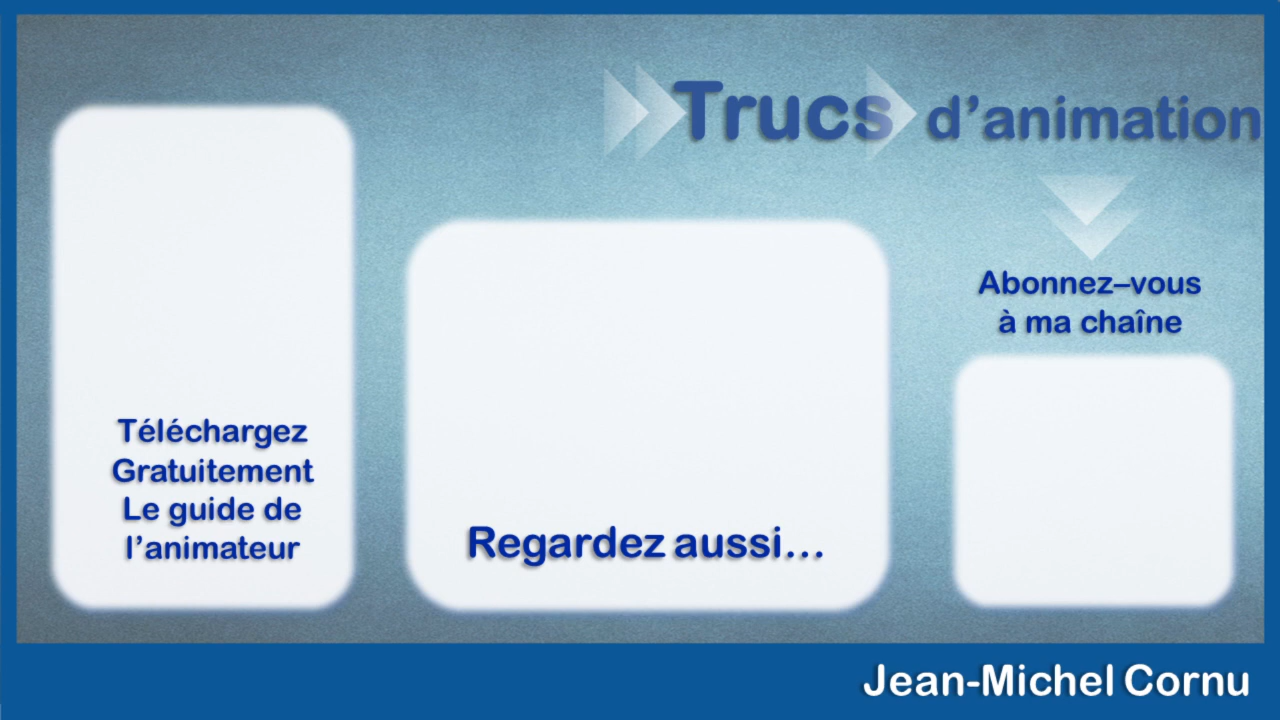 Trucs d’animation
Abonnez–vous
à ma chaîne
Téléchargez
Gratuitement
Le guide de
l’animateur
Regardez aussi…
Jean-Michel Cornu